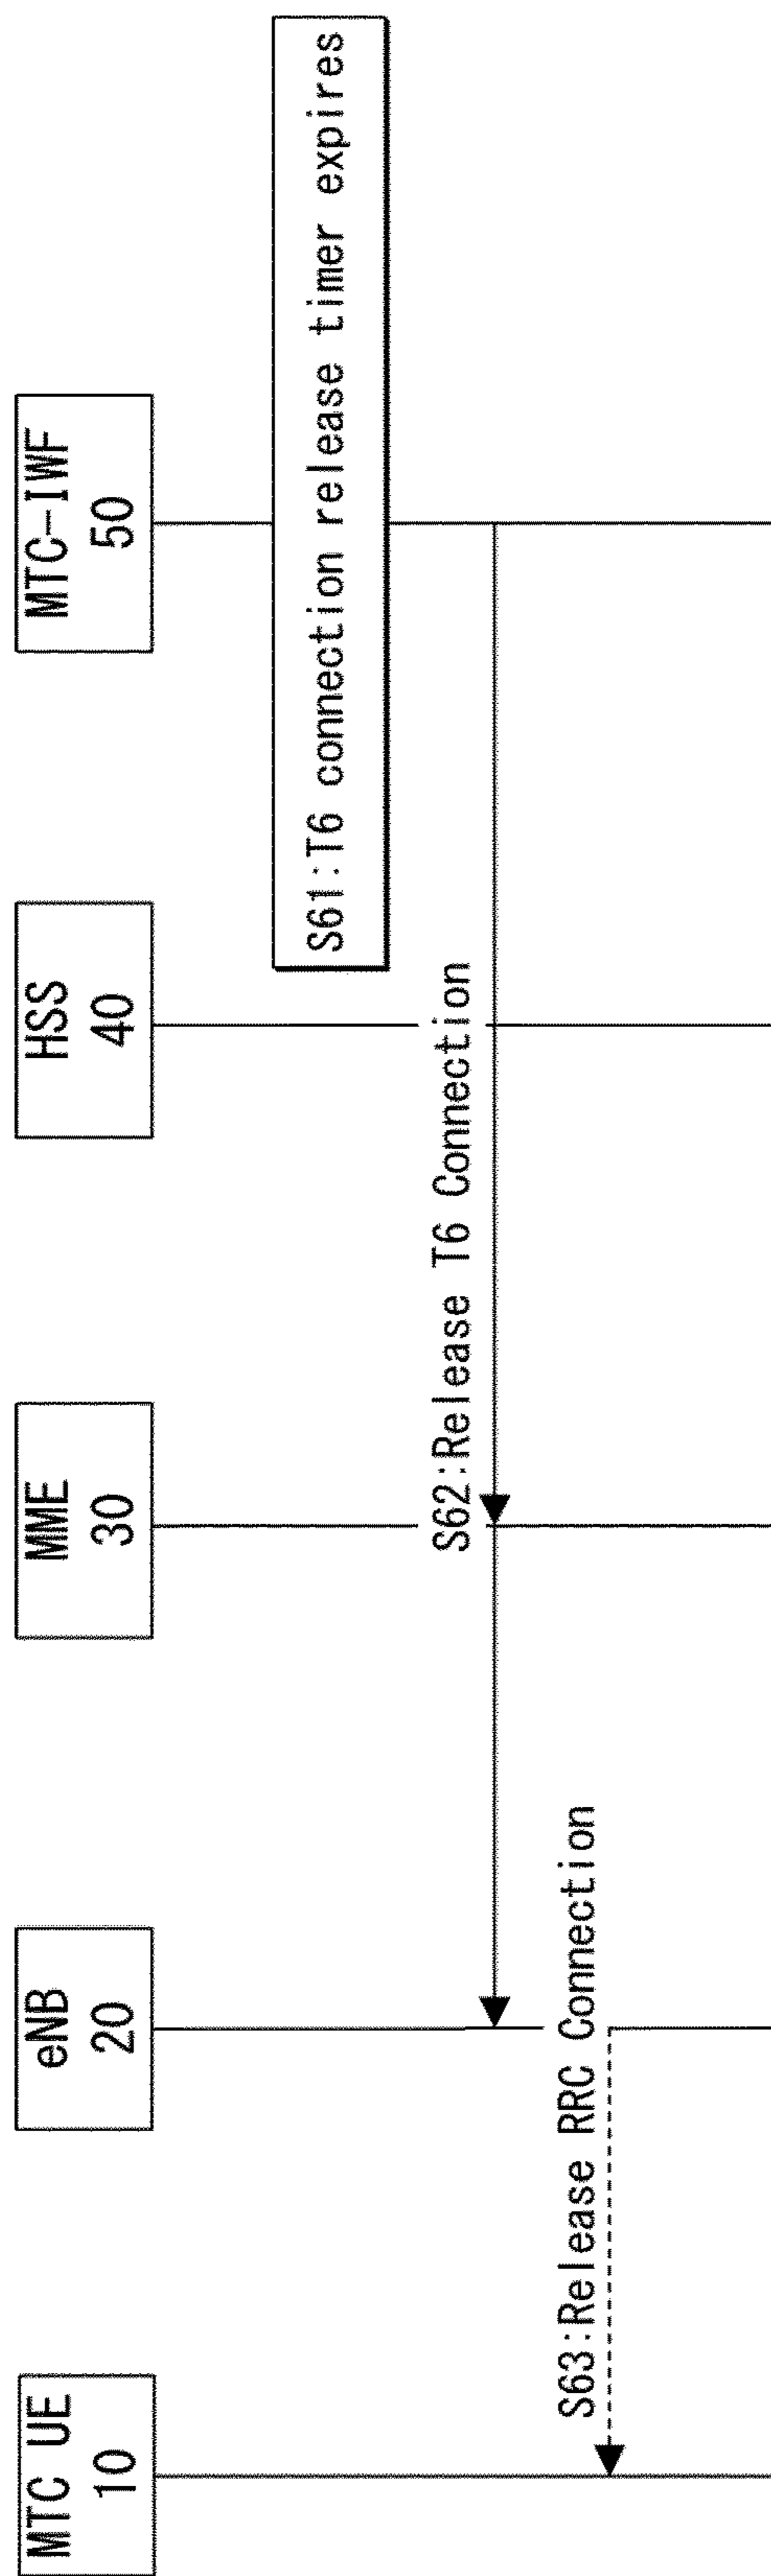 MTC UE
10
eNB
20
MME
30
HSS
40
MTC-IWF
50
S61:T6 connection release timer expires
S62:Release T6 Connection
S63:Release RRC Connection